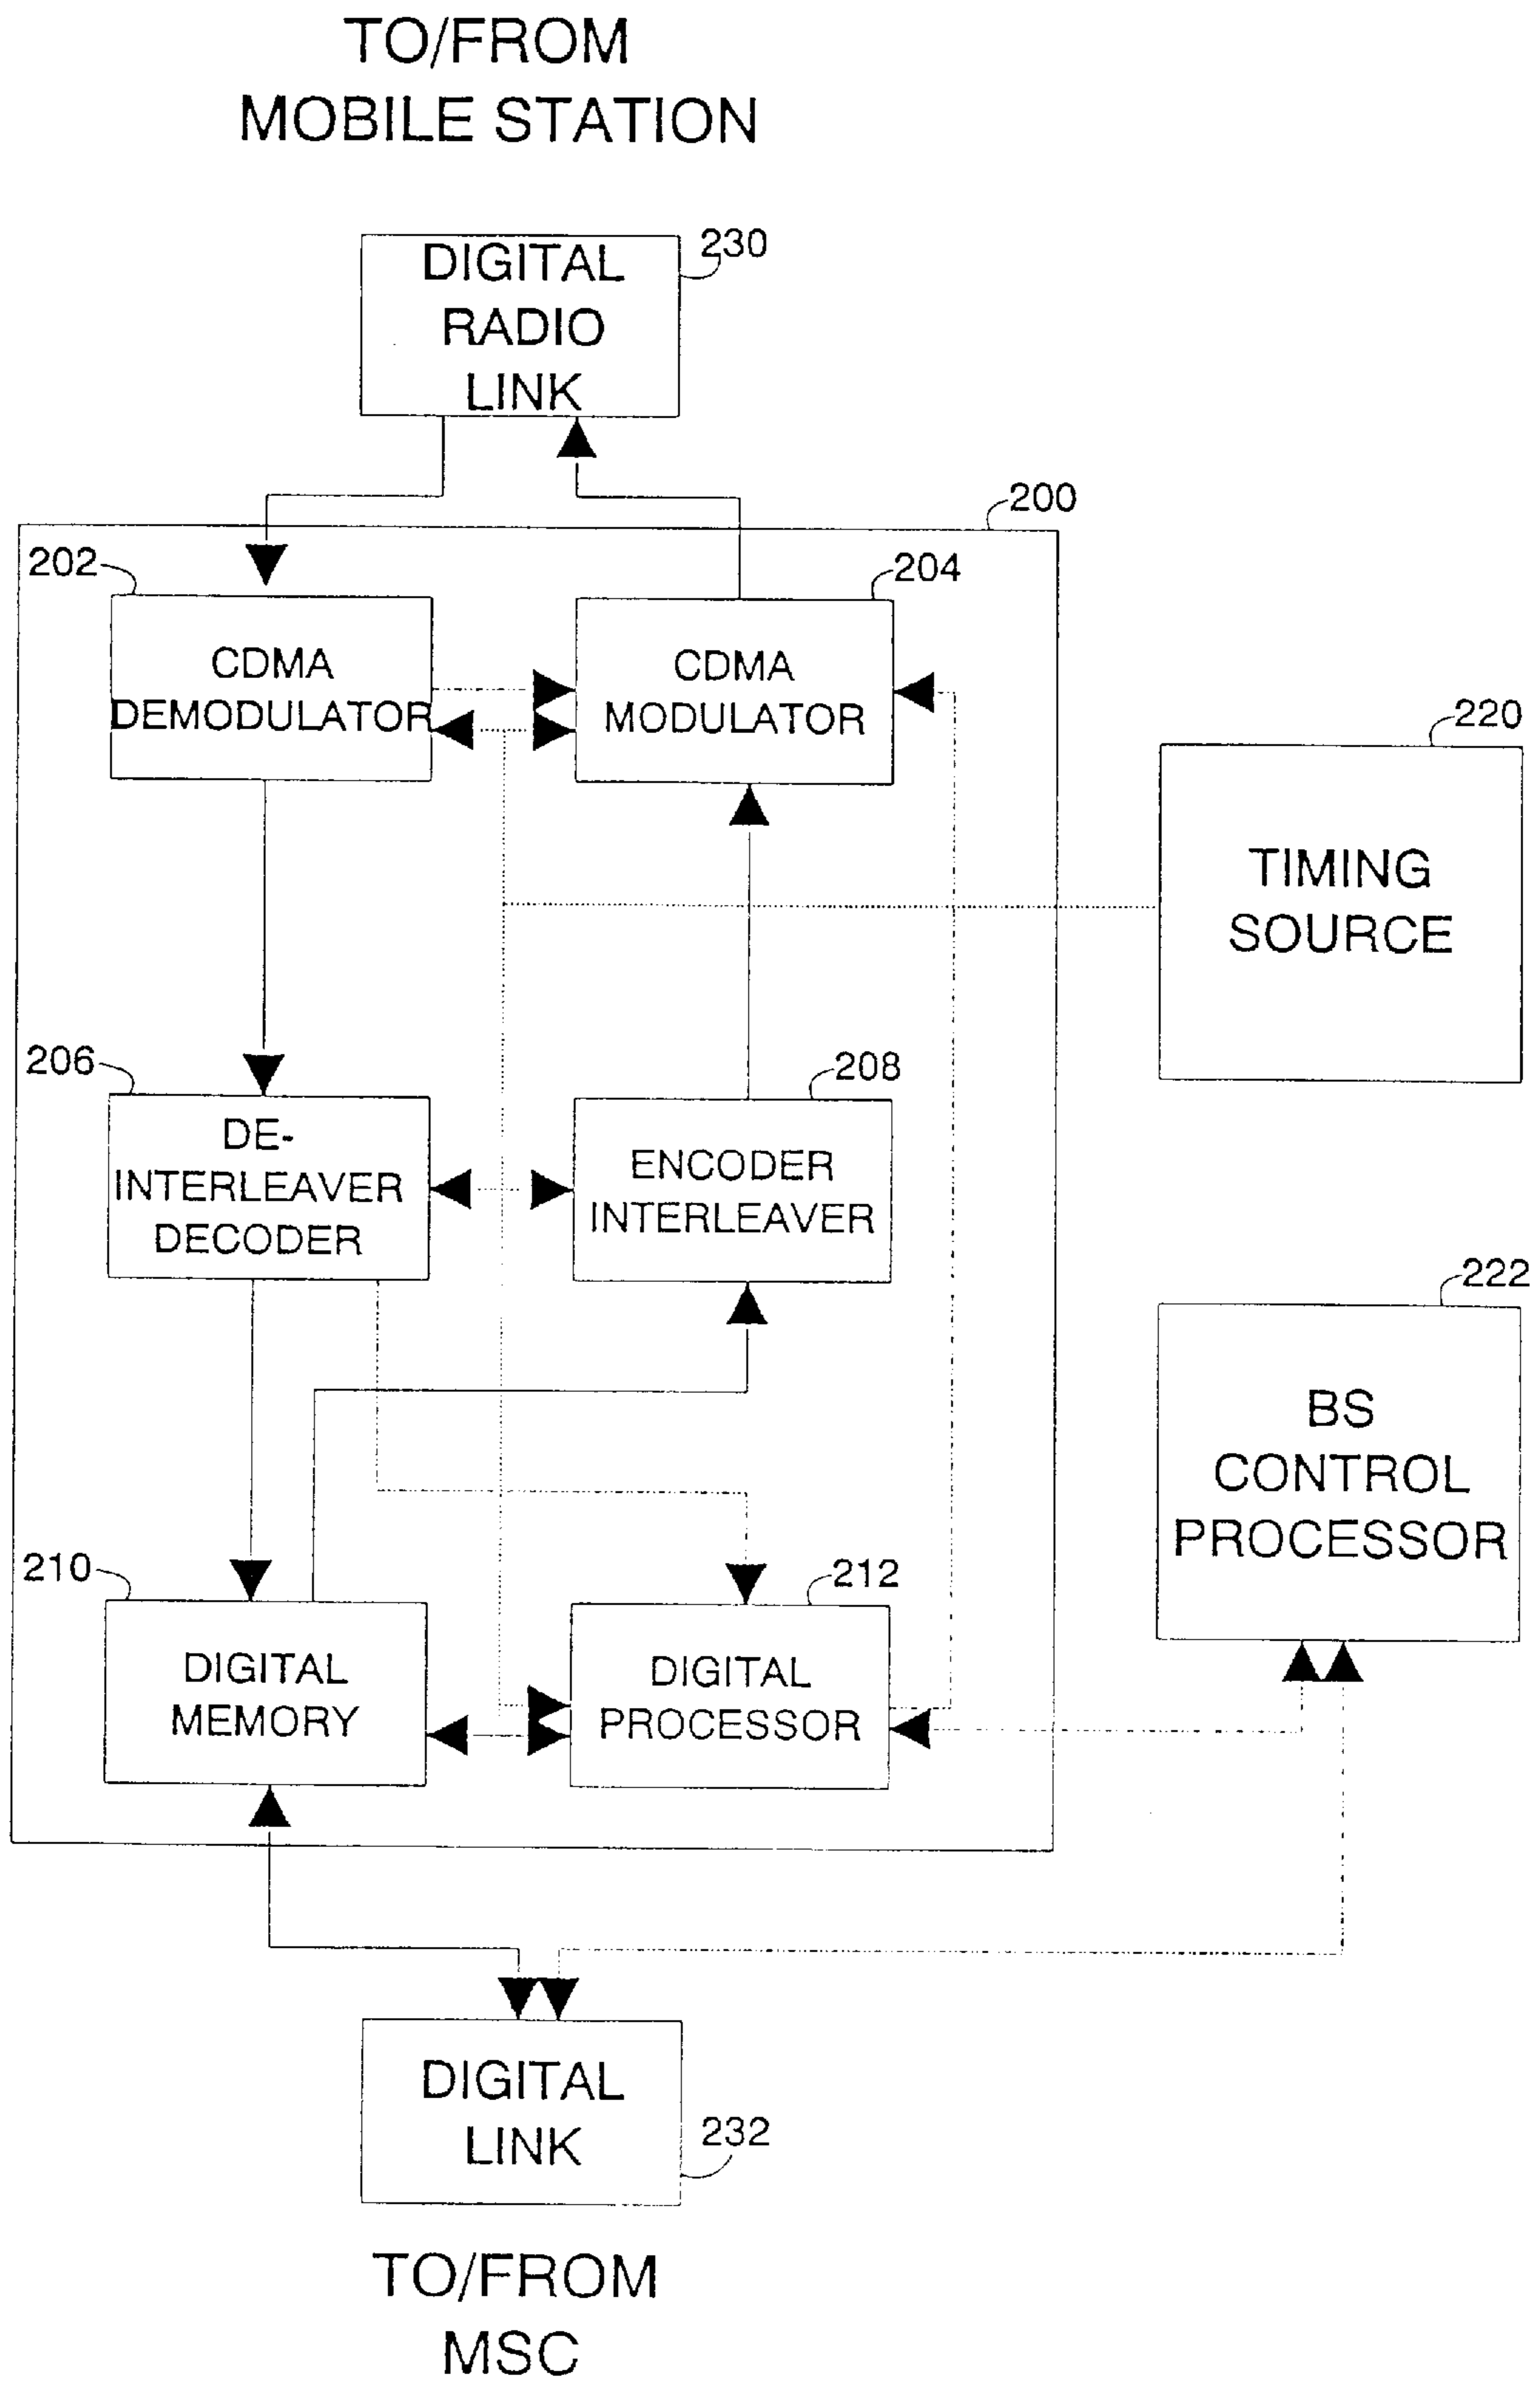 TO/FROM
MOBILE STATION
230
DIGITAL
RADIO
LINK
200
202
204
CDMA
DEMODULATOR
CDMA
MODULATOR
220
TIMING
SOURCE
206
208
DE-
INTERLEAVER
DECODER
ENCODER
INTERLEAVER
222
BS
CONTROL
PROCESSOR
210
212
DIGITAL
MEMORY
DIGITAL
PROCESSOR
DIGITAL
LINK
232
TO/FROM
MSC